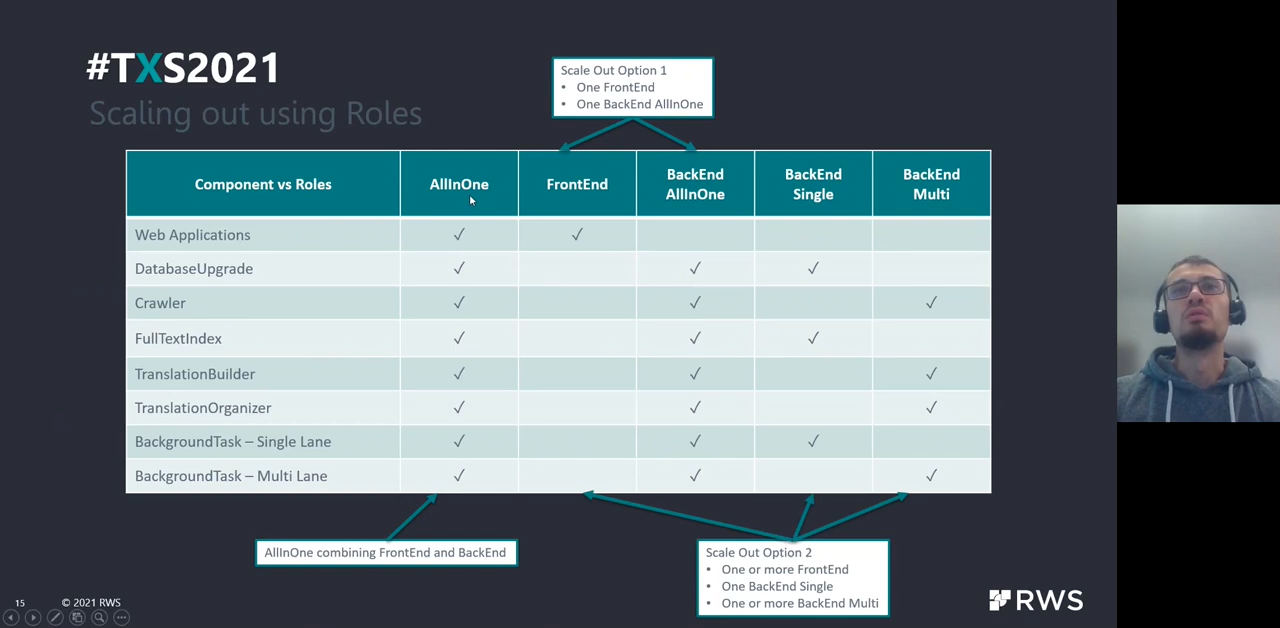 #TXS2021
Scaling out using Roles
Scale Out Option 1
• One FrontEnd
• One BackEnd AllInOne
Component vs Roles AllInOne FrontEnd BackEnd AllInOne BackEnd Single BackEnd Multi
Web Applications ✓ ✓
DatabaseUpgrade ✓ ✓ ✓
Crawler ✓ ✓ ✓
FullTextIndex ✓ ✓ ✓
TranslationBuilder ✓ ✓ ✓
TranslationOrganizer ✓ ✓ ✓
BackgroundTask – Single Lane ✓ ✓ ✓
BackgroundTask – Multi Lane ✓ ✓ ✓
AllInOne combining FrontEnd and BackEnd
Scale Out Option 2
• One or more FrontEnd
• One BackEnd Single
• One or more BackEnd Multi
15 © 2021 RWS
RWS